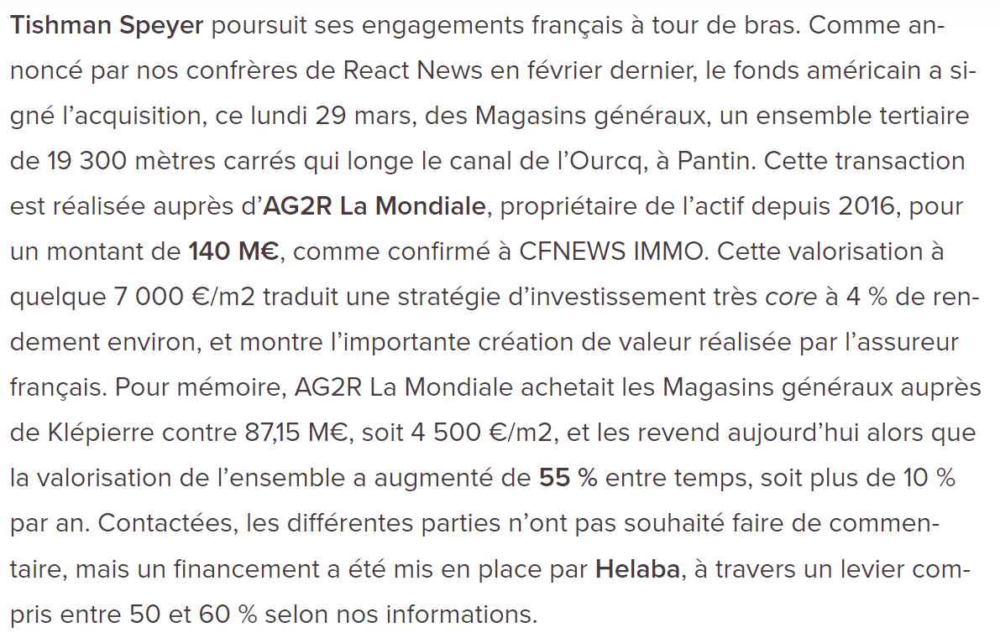 Tishman Speyer poursuit ses engagements français à tour de bras. Comme an-
noncé par nos confrères de React News en février dernier, le fonds américain a si-
gné l’acquisition, ce lundi 29 mars, des Magasins généraux, un ensemble tertiaire
de 19 300 mètres carrés qui longe le canal de l’Ourcq, à Pantin. Cette transaction
est réalisée auprès d’AG2R La Mondiale, propriétaire de l’actif depuis 2016, pour
un montant de 140 M€, comme confirmé à CFNEWS IMMO. Cette valorisation à
quelque 7 000 €/m2 traduit une stratégie d’investissement très core à 4 % de ren-
dement environ, et montre l’importante création de valeur réalisée par l’assureur
français. Pour mémoire, AG2R La Mondiale achetait les Magasins généraux auprès
de Klépierre contre 87,15 M€, soit 4 500 €/m2, et les revend aujourd’hui alors que
la valorisation de l’ensemble a augmenté de 55 % entre temps, soit plus de 10 %
par an. Contactées, les différentes parties n’ont pas souhaité faire de commen-
taire, mais un financement a été mis en place par Helaba, à travers un levier com-
pris entre 50 et 60 % selon nos informations.